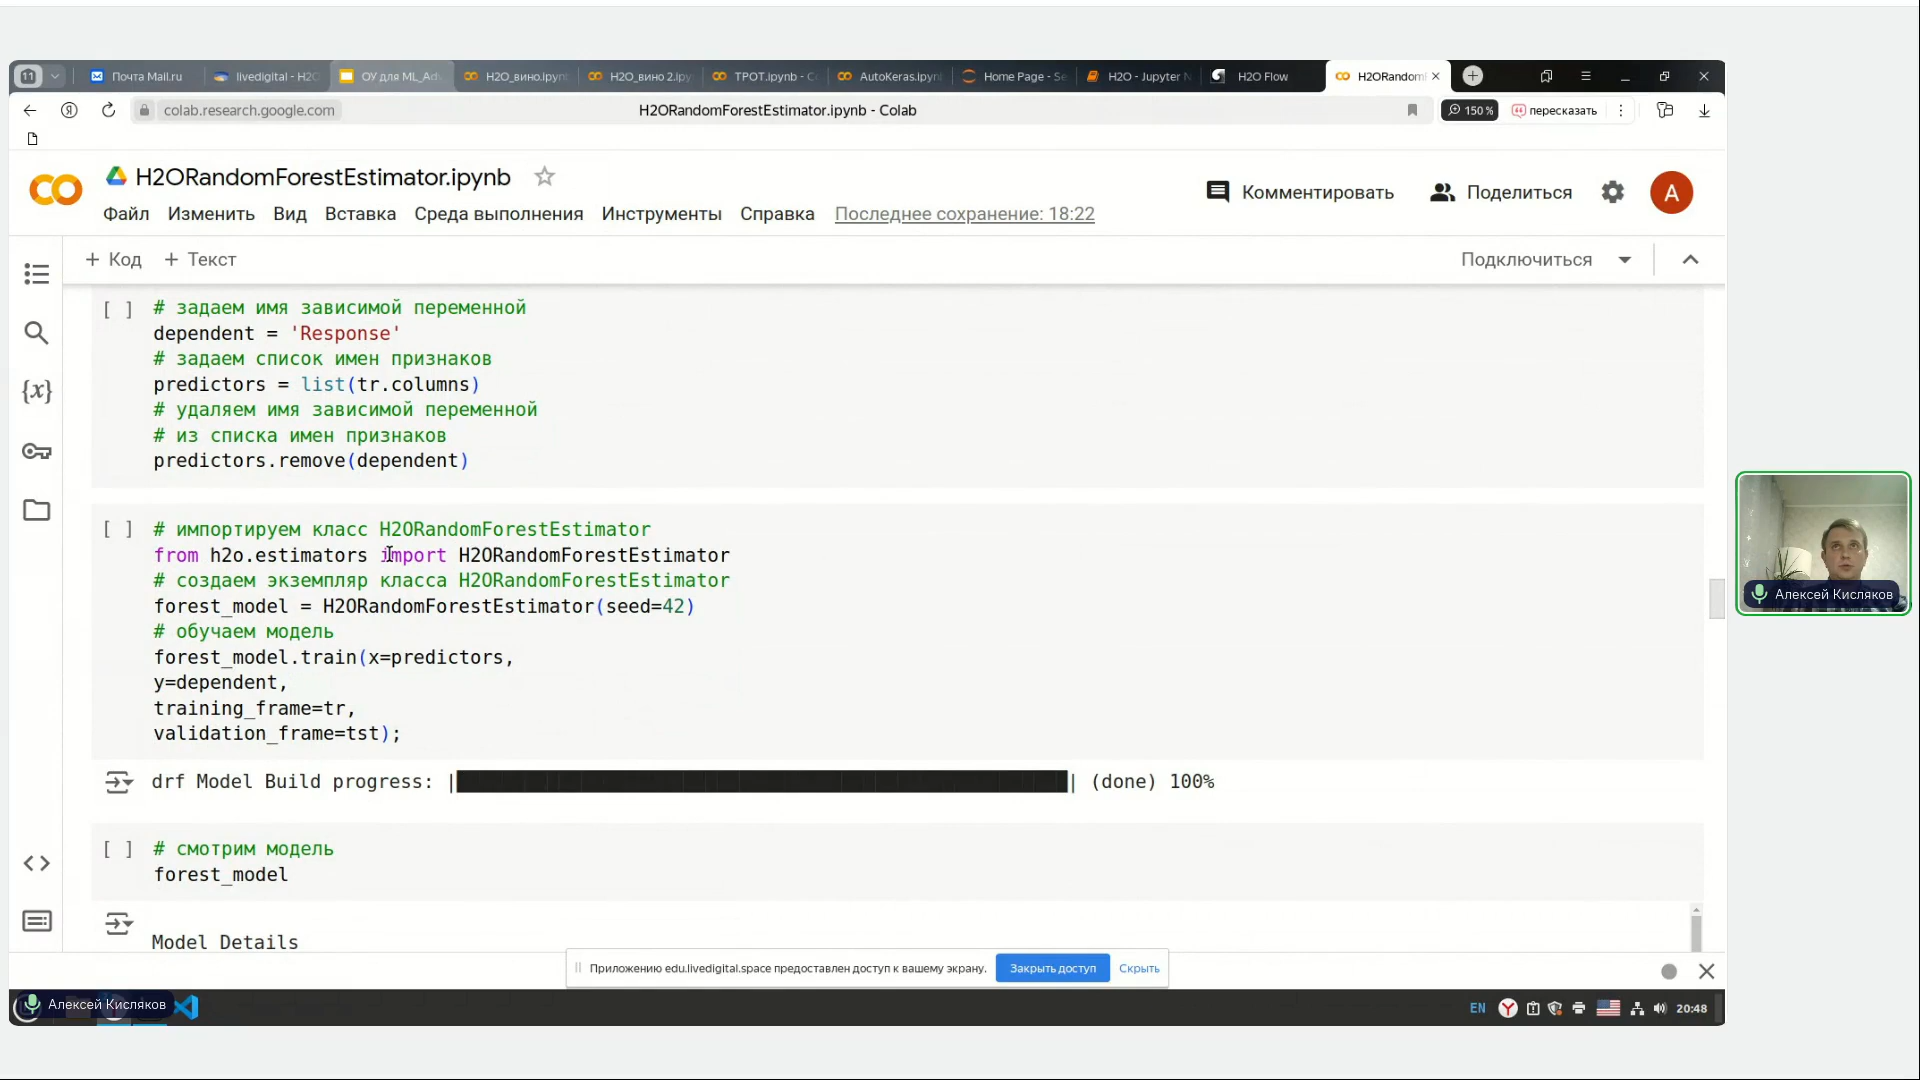 11
Почта Mail.ru
livedigital - H2O
ОУ для ML_Adv
H2O_вино.ipynb
H2O_вино 2.ipy
TPOT.ipynb - C
AutoKeras.ipyn
Home Page - Se
H2O - Jupyter N
H2O Flow
H2ORandom
colab.research.google.com
H2ORandomForestEstimator.ipynb - Colab
150 %
пересказать
H2ORandomForestEstimator.ipynb
Комментировать
Поделиться
A
Файл Изменить Вид Вставка Среда выполнения Инструменты Справка Последнее сохранение: 18:22
+ Код + Текст
Подключиться
[ ] # задаем имя зависимой переменной
dependent = 'Response'
# задаем список имен признаков
predictors = list(tr.columns)
# удаляем имя зависимой переменной
# из списка имен признаков
predictors.remove(dependent)
[ ] # импортируем класс H2ORandomForestEstimator
from h2o.estimators import H2ORandomForestEstimator
# создаем экземпляр класса H2ORandomForestEstimator
forest_model = H2ORandomForestEstimator(seed=42)
# обучаем модель
forest_model.train(x=predictors,
y=dependent,
training_frame=tr,
validation_frame=tst);
drf Model Build progress: |██████████████████████████████████████████████████████| (done) 100%
[ ] # смотрим модель
forest_model
Model Details
Приложению edu.livedigital.space предоставлен доступ к вашему экрану.
Закрыть доступ
Скрыть
Алексей Кисляков
Алексей Кисляков
EN
20:48